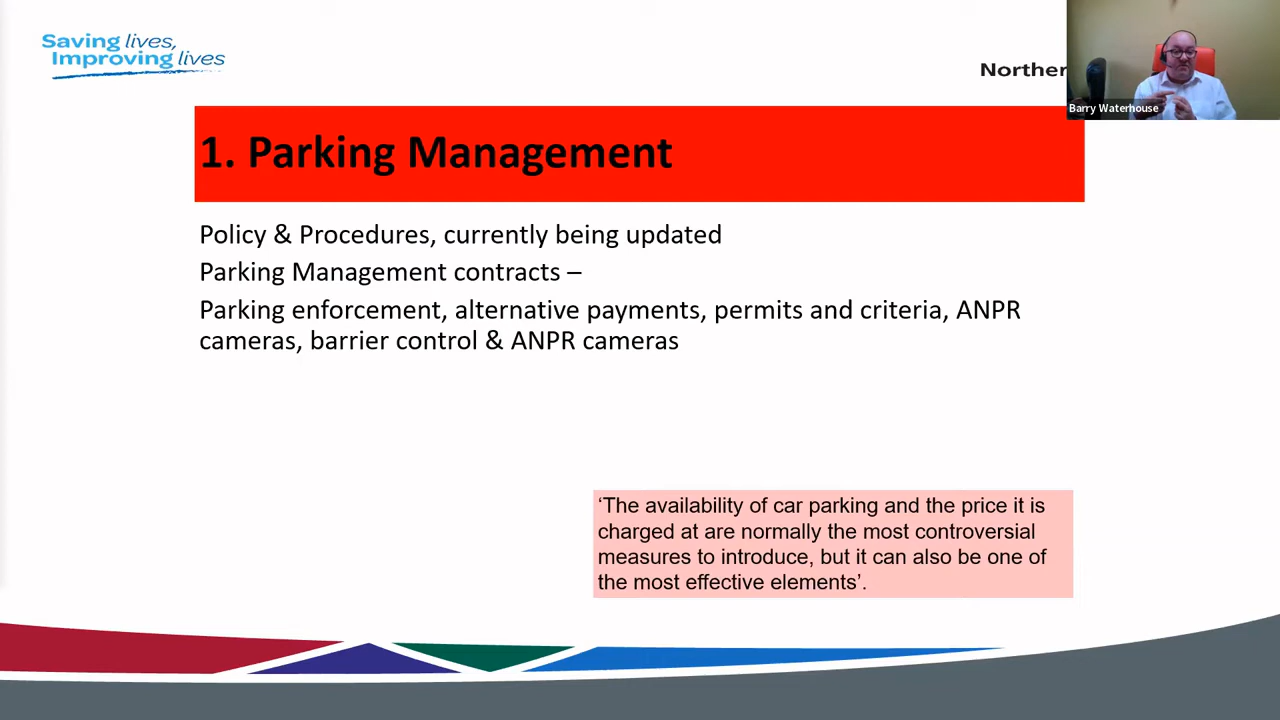 Saving lives,
Improving lives
Norther
Barry Waterhouse
1. Parking Management
Policy & Procedures, currently being updated
Parking Management contracts –
Parking enforcement, alternative payments, permits and criteria, ANPR
cameras, barrier control & ANPR cameras
‘The availability of car parking and the price it is
charged at are normally the most controversial
measures to introduce, but it can also be one of
the most effective elements’.